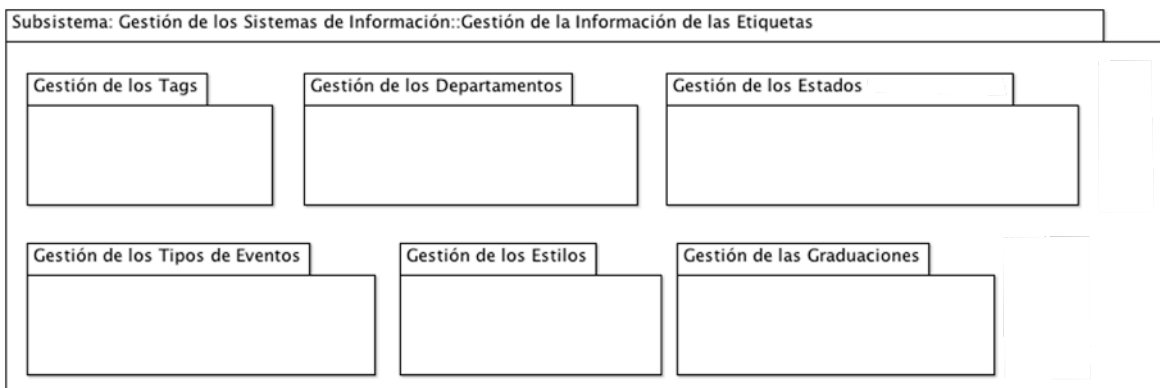 Subsistema: Gestión de los Sistemas de Información::Gestión de la Información de las Etiquetas
Gestión de los Tags
Gestión de los Departamentos
Gestión de los Estados
Gestión de los Tipos de Eventos
Gestión de los Estilos
Gestión de las Graduaciones